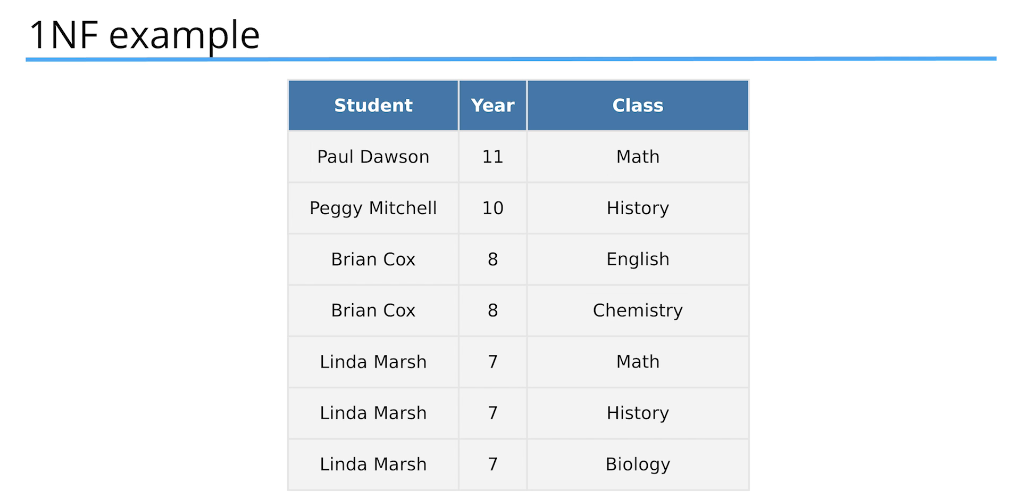 1NF example
Student Year Class
Paul Dawson 11 Math
Peggy Mitchell 10 History
Brian Cox 8 English
Brian Cox 8 Chemistry
Linda Marsh 7 Math
Linda Marsh 7 History
Linda Marsh 7 Biology